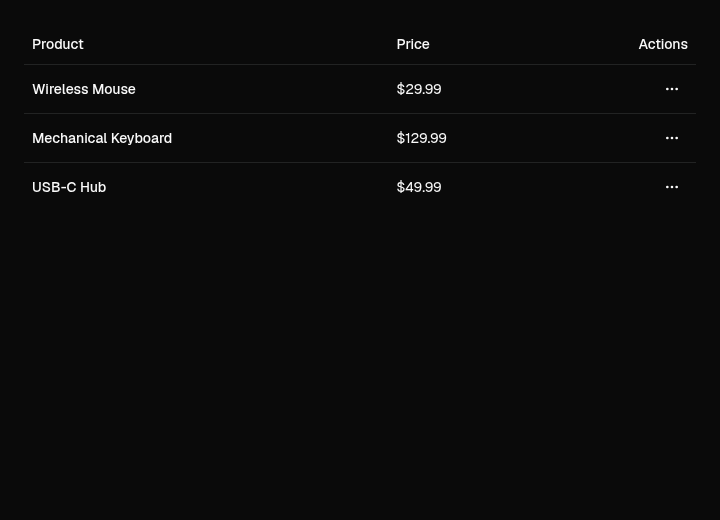 Product Price Actions
Wireless Mouse $29.99
Mechanical Keyboard $129.99
USB-C Hub $49.99